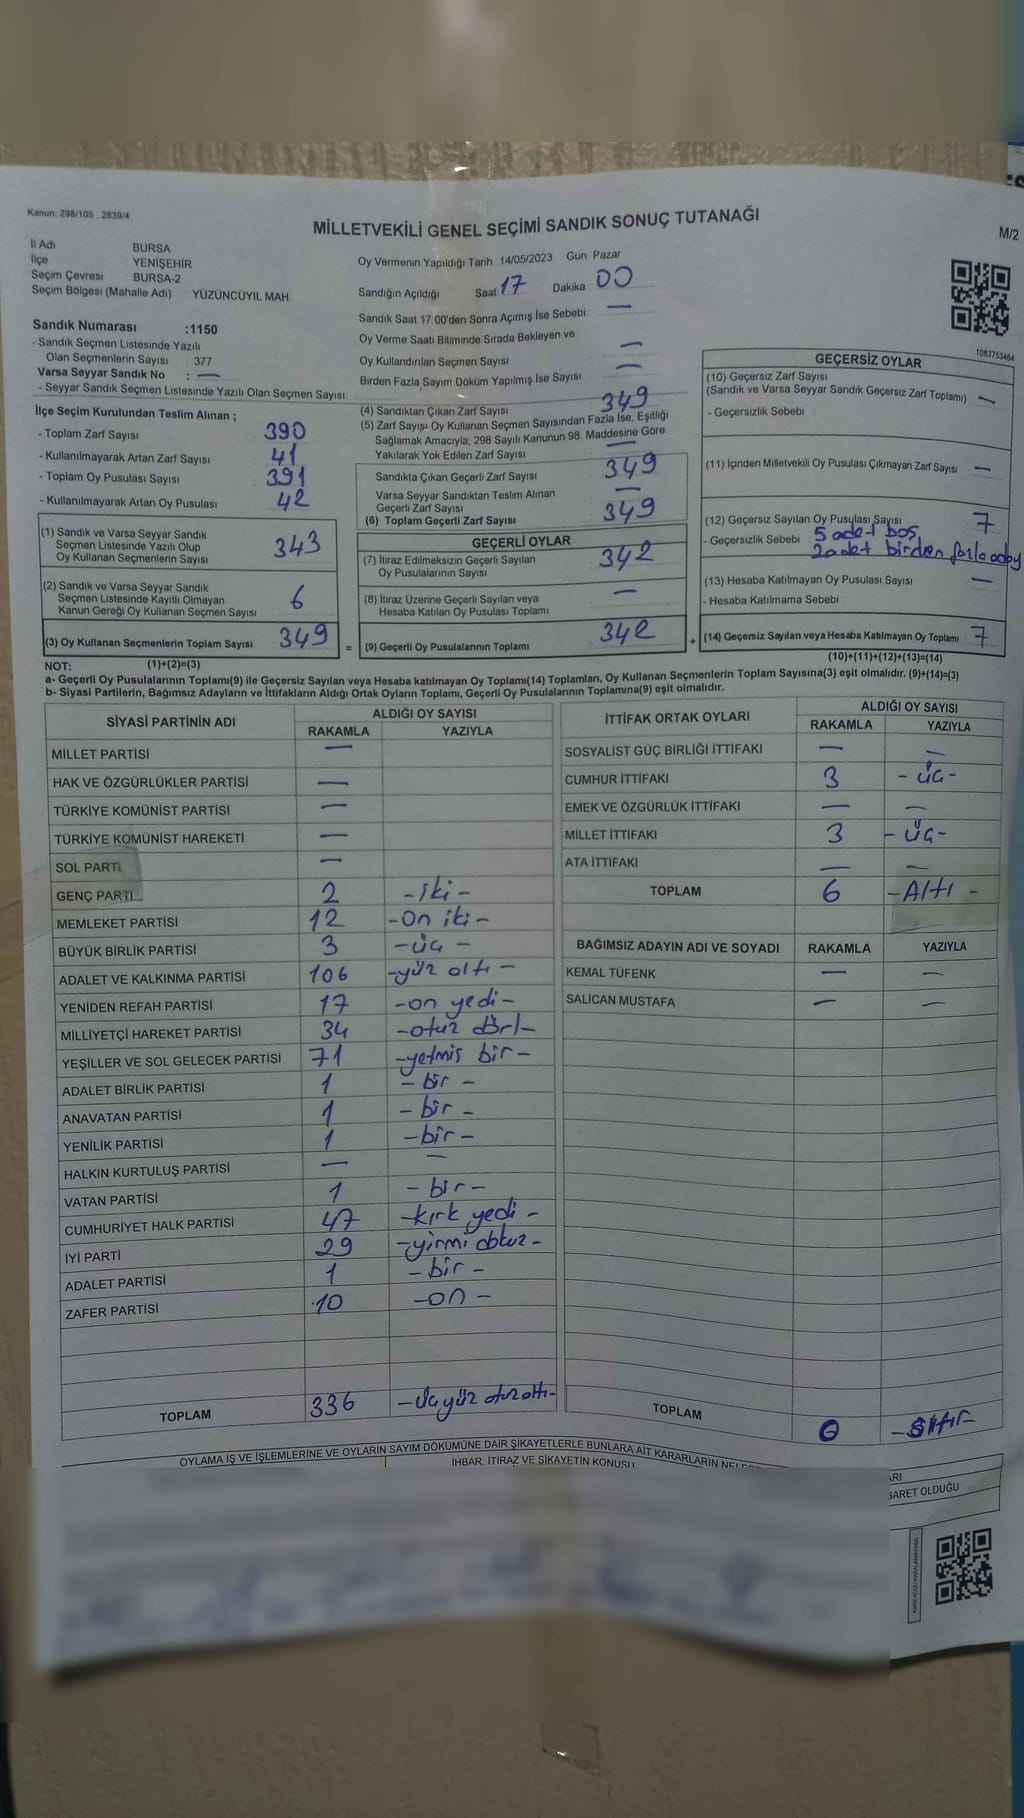 Kanun: 298/105 , 2839/4
MİLLETVEKİLİ GENEL SEÇİMİ SANDIK SONUÇ TUTANAĞI
M/2
İl Adı BURSA
İlçe YENİŞEHİR
Seçim Çevresi BURSA-2
Seçim Bölgesi (Mahalle Adı) : YÜZÜNCÜYIL MAH.
Oy Vermenin Yapıldığı Tarih 14/05/2023 Gün: Pazar
Sandığın Açıldığı Saat 17 Dakika : 00
Sandık Saat 17:00'den Sonra Açımış İse Sebebi : —
Oy Verme Saati Bitiminde Sırada Bekleyen ve
Oy Kullandırılan Seçmen Sayısı —
Birden Fazla Sayım Döküm Yapılmış İse Sayısı —
Sandık Numarası :1150
- Sandık Seçmen Listesinde Yazılı
Olan Seçmenlerin Sayısı : 377
Varsa Seyyar Sandık No : —
- Seyyar Sandık Seçmen Listesinde Yazılı Olan Seçmen Sayısı
İlçe Seçim Kurulundan Teslim Alınan ;
- Toplam Zarf Sayısı 390
- Kullanılmayarak Artan Zarf Sayısı 41
- Toplam Oy Pusulası Sayısı 391
- Kullanılmayarak Artan Oy Pusulası 42
(1) Sandık ve Varsa Seyyar Sandık
Seçmen Listesinde Yazılı Olup
Oy Kullanan Seçmenlerin Sayısı 343
(2) Sandık ve Varsa Seyyar Sandık
Seçmen Listesinde Kayıtlı Olmayan
Kanun Gereği Oy Kullanan Seçmen Sayısı 6
(3) Oy Kullanan Seçmenlerin Toplam Sayısı 349 =
(4) Sandıktan Çıkan Zarf Sayısı 349
(5) Zarf Sayısı Oy Kullanan Seçmen Sayısından Fazla İse, Eşitliği
Sağlamak Amacıyla, 298 Sayılı Kanunun 98. Maddesine Göre
Yakılarak Yok Edilen Zarf Sayısı —
Sandıkta Çıkan Geçerli Zarf Sayısı 349
Varsa Seyyar Sandıktan Teslim Alınan
Geçerli Zarf Sayısı —
(6) Toplam Geçerli Zarf Sayısı 349
GEÇERLİ OYLAR
(7) İtiraz Edilmeksizin Geçerli Sayılan
Oy Pusulalarının Sayısı 342
(8) İtiraz Üzerine Geçerli Sayılan veya
Hesaba Katılan Oy Pusulası Toplamı —
(9) Geçerli Oy Pusulalarının Toplamı 342 +
1083753464
GEÇERSİZ OYLAR
(10) Geçersiz Zarf Sayısı
(Sandık ve Varsa Seyyar Sandık Geçersiz Zarf Toplamı) —
- Geçersizlik Sebebi :
(11) İçinden Milletvekili Oy Pusulası Çıkmayan Zarf Sayısı —
(12) Geçersiz Sayılan Oy Pusulası Sayısı 7
- Geçersizlik Sebebi : 5 adet boş
2 adet birden fazla oby
(13) Hesaba Katılmayan Oy Pusulası Sayısı —
- Hesaba Katılmama Sebebi :
(14) Geçersiz Sayılan veya Hesaba Katılmayan Oy Toplamı : 7
NOT: (1)+(2)=(3)
(10)+(11)+(12)+(13)=(14)
a- Geçerli Oy Pusulalarının Toplamı(9) ile Geçersiz Sayılan veya Hesaba katılmayan Oy Toplamı(14) Toplamları, Oy Kullanan Seçmenlerin Toplam Sayısına(3) eşit olmalıdır. (9)+(14)=(3)
b- Siyasi Partilerin, Bağımsız Adayların ve İttifakların Aldığı Ortak Oyların Toplamı, Geçerli Oy Pusulalarının Toplamına(9) eşit olmalıdır.
SİYASİ PARTİNİN ADI ALDIĞI OY SAYISI
RAKAMLA YAZIYLA
MİLLET PARTİSİ —
HAK VE ÖZGÜRLÜKLER PARTİSİ —
TÜRKİYE KOMÜNİST PARTİSİ —
TÜRKİYE KOMÜNİST HAREKETİ —
SOL PARTİ —
GENÇ PARTİ 2 -iki-
MEMLEKET PARTİSİ 12 -on iki-
BÜYÜK BİRLİK PARTİSİ 3 -üç-
ADALET VE KALKINMA PARTİSİ 106 -yüz altı-
YENİDEN REFAH PARTİSİ 17 -on yedi-
MİLLİYETÇİ HAREKET PARTİSİ 34 -otuz dört-
YEŞİLLER VE SOL GELECEK PARTİSİ 71 -yetmiş bir-
ADALET BİRLİK PARTİSİ 1 -bir-
ANAVATAN PARTİSİ 1 -bir-
YENİLİK PARTİSİ 1 -bir-
HALKIN KURTULUŞ PARTİSİ — —
VATAN PARTİSİ 1 -bir-
CUMHURİYET HALK PARTİSİ 47 -kırk yedi-
İYİ PARTİ 29 -yirmi dokuz-
ADALET PARTİSİ 1 -bir-
ZAFER PARTİSİ 10 -on-
TOPLAM 336 -üçyüz otuz altı-
İTTİFAK ORTAK OYLARI ALDIĞI OY SAYISI
RAKAMLA YAZIYLA
SOSYALİST GÜÇ BİRLİĞİ İTTİFAKI — —
CUMHUR İTTİFAKI 3 -üç-
EMEK VE ÖZGÜRLÜK İTTİFAKI — —
MİLLET İTTİFAKI 3 -üç-
ATA İTTİFAKI — —
TOPLAM 6 -Altı-
BAĞIMSIZ ADAYIN ADI VE SOYADI RAKAMLA YAZIYLA
KEMAL TÜFENK — —
SALİCAN MUSTAFA — —
TOPLAM 0 -Sıfır-
OYLAMA İŞ VE İŞLEMLERİNE VE OYLARIN SAYIM DÖKÜMÜNE DAİR ŞİKAYETLERLE BUNLARA AİT KARARLARIN
İHBAR, İTİRAZ VE ŞİKAYETİN KONUSU